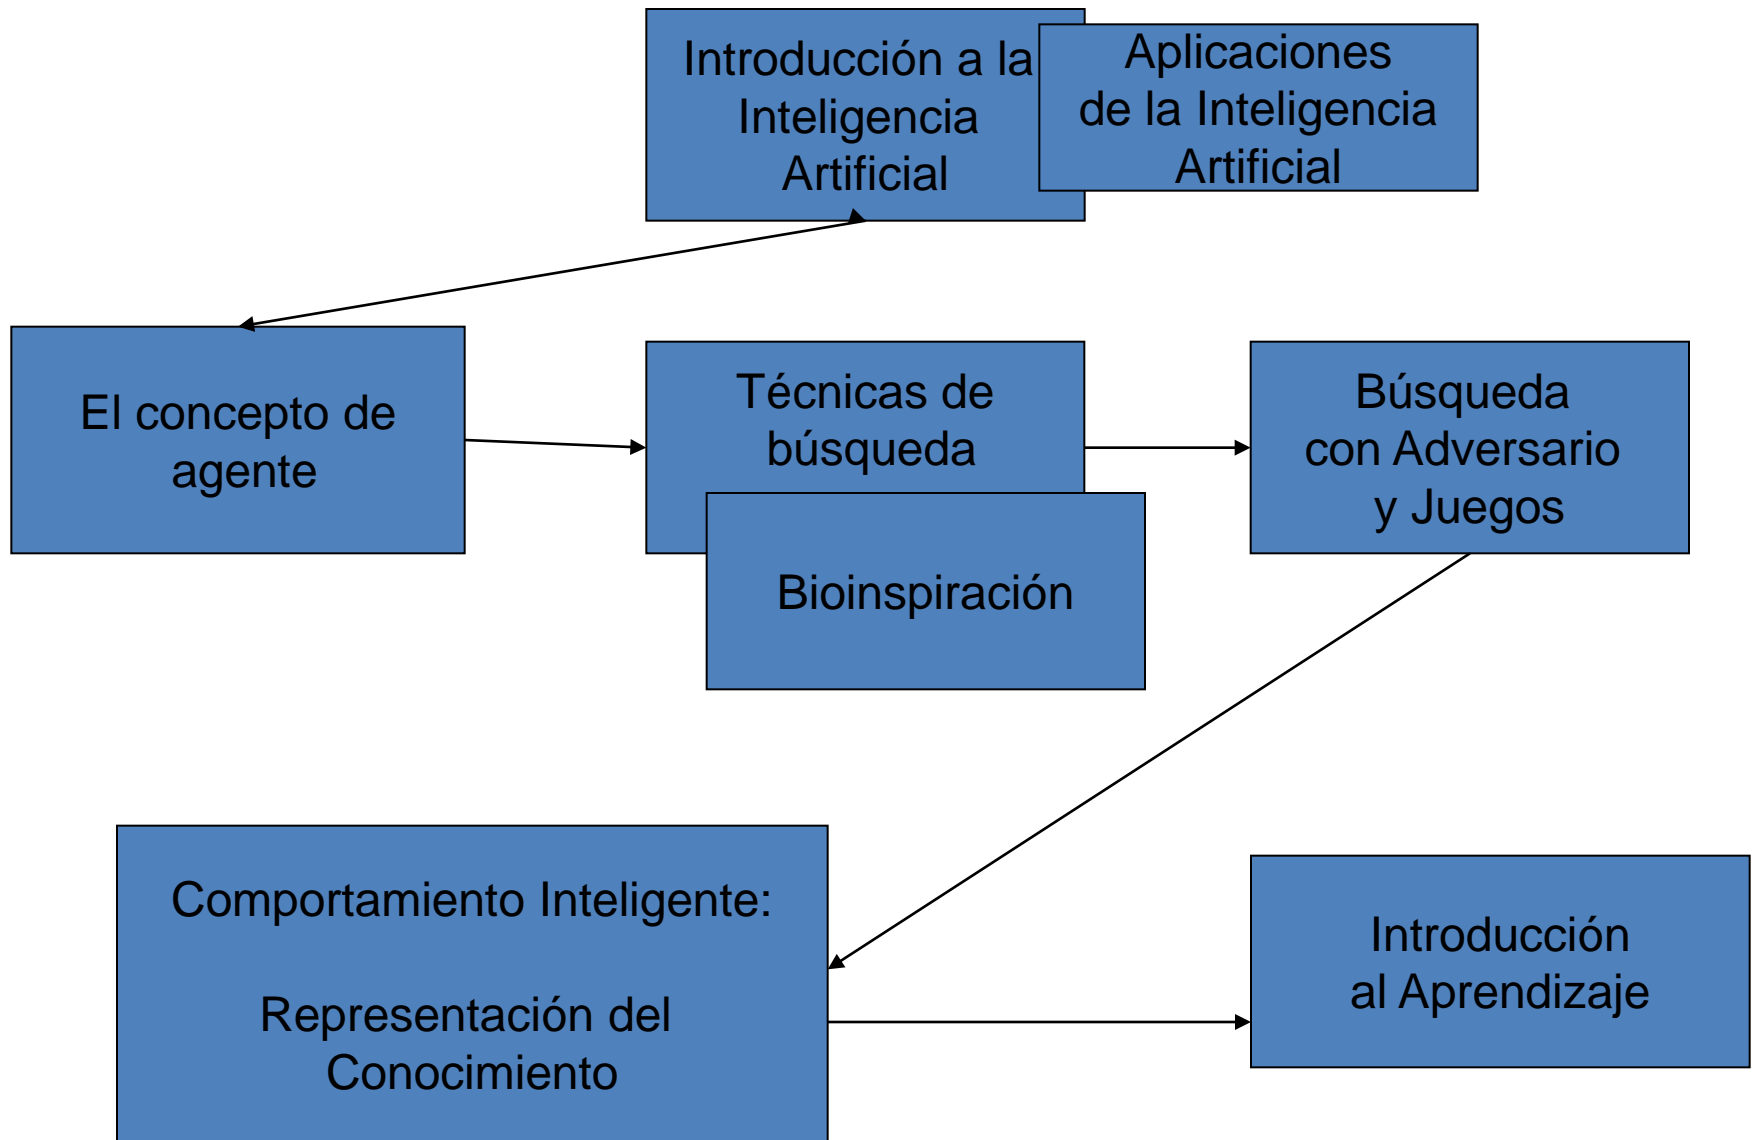 Introducción a la
Inteligencia
Artificial
Aplicaciones
de la Inteligencia
Artificial
El concepto de
agente
Técnicas de
búsqueda
Bioinspiración
Búsqueda
con Adversario
y Juegos
Comportamiento Inteligente:
Representación del
Conocimiento
Introducción
al Aprendizaje